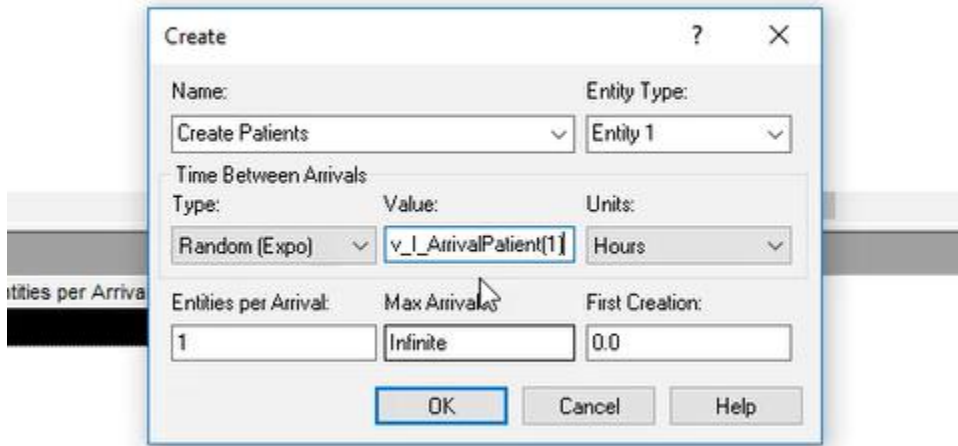 Create ?
Name: Entity Type:
Create Patients Entity 1
Time Between Arrivals
Type: Value: Units:
Random (Expo) v_I_ArrivalPatient(1) Hours
Entities per Arrival: Max Arrivals First Creation:
1 Infinite 0.0
OK Cancel Help
tities per Arriva